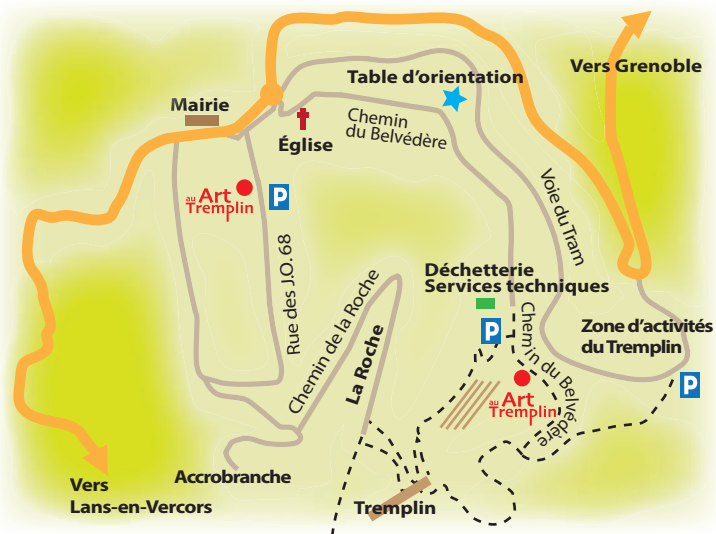 Vers Grenoble
Table d'orientation
Mairie
Chemin
du Belvédère
Église
au Art
Tremplin
P
Voie du Tram
Rue des J.O. 68
Déchetterie
Services techniques
Chemin de la Roche
La Roche
P
Chemin du Belvédère
Zone d'activités
du Tremplin
P
au Art
Tremplin
Accrobranche
Vers
Lans-en-Vercors
Tremplin